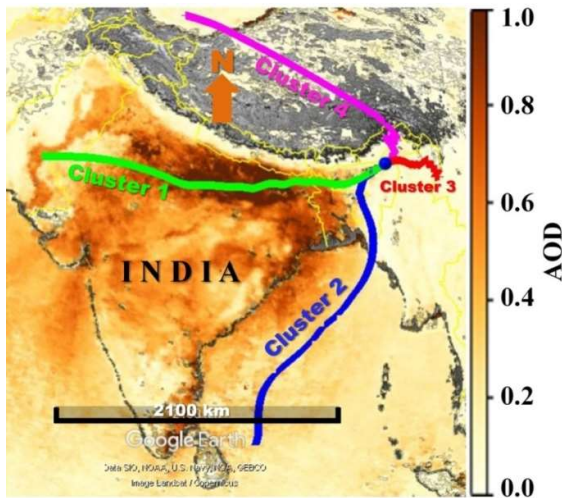 1.0
N
Cluster 4
0.8
Cluster 1
Cluster 3
0.6
AOD
INDIA
Cluster 2
0.4
0.2
2100 km
Google Earth
Data SIO, NOAA, U.S. Navy, NGA, GEBCO
Image Landsat / Copernicus
0.0